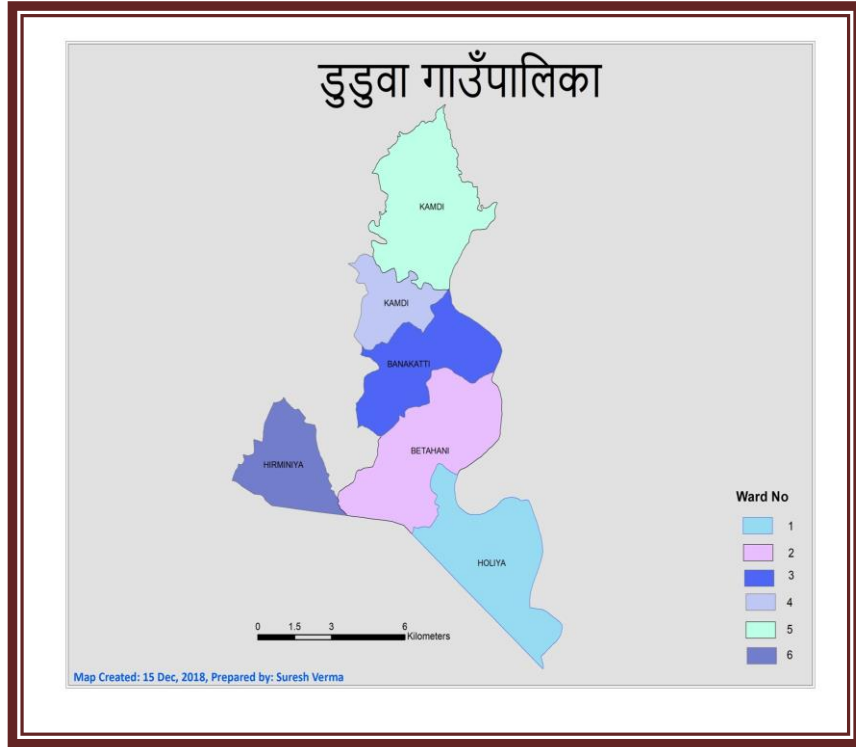 डुडुवा गाउँपालिका
KAMDI
KAMDI
BANAKATTI
BETAHANI
HIRMINIYA
HOLIYA
Ward No
1
2
3
4
5
6
0 1.5 3 6
Kilometers
Map Created: 15 Dec, 2018, Prepared by: Suresh Verma